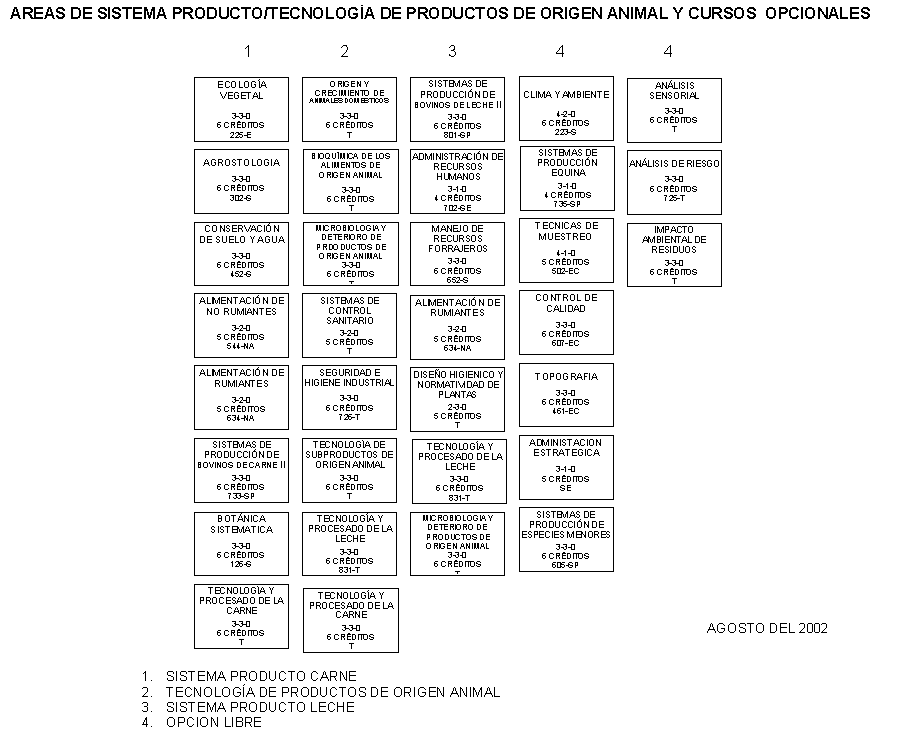 AREAS DE SISTEMA PRODUCTO/TECNOLOGÍA DE PRODUCTOS DE ORIGEN ANIMAL Y CURSOS OPCIONALES
1
2
3
4
4
ECOLOGÍA
VEGETAL
3-3-0
6 CRÉDITOS
225-E
AGROSTOLOGIA
3-3-0
6 CRÉDITOS
302-S
CONSERVACIÓN
DE SUELO Y AGUA
3-3-0
6 CRÉDITOS
452-S
ALIMENTACIÓN DE
NO RUMIANTES
3-2-0
5 CRÉDITOS
544-NA
ALIMENTACIÓN DE
RUMIANTES
3-2-0
5 CRÉDITOS
634-NA
SISTEMAS DE
PRODUCCIÓN DE
BOVINOS DE CARNE II
3-3-0
6 CRÉDITOS
733-SP
BOTÁNICA
SISTEMATICA
3-3-0
6 CRÉDITOS
126-S
TECNOLOGÍA Y
PROCESADO DE LA
CARNE
3-3-0
6 CRÉDITOS
T
ORIGEN Y
CRECIMIENTO DE
ANIMALES DOMESTICOS
3-3-0
6 CRÉDITOS
T
BIOQUÍMICA DE LOS
ALIMENTOS DE
ORIGEN ANIMAL
3-3-0
6 CRÉDITOS
T
MICROBIOLOGIA Y
DETERIORO DE
PRDODUCTOS DE
ORIGEN ANIMAL
3-3-0
6 CRÉDITOS
T
SISTEMAS DE
CONTROL
SANITARIO
3-2-0
5 CRÉDITOS
T
SEGURIDAD E
HIGIENE INDUSTRIAL
3-3-0
6 CRÉDITOS
726-T
TECNOLOGÍA DE
SUBPRODUCTOS DE
ORIGEN ANIMAL
3-3-0
6 CRÉDITOS
T
TECNOLOGÍA Y
PROCESADO DE LA
LECHE
3-3-0
6 CRÉDITOS
831-T
TECNOLOGÍA Y
PROCESADO DE LA
CARNE
3-3-0
6 CRÉDITOS
T
SISTEMAS DE
PRODUCCIÓN DE
BOVINOS DE LECHE II
3-3-0
6 CRÉDITOS
801-SP
ADMINISTRACIÓN DE
RECURSOS
HUMANOS
3-1-0
4 CRÉDITOS
702-SE
MANEJO DE
RECURSOS
FORRAJEROS
3-3-0
6 CRÉDITOS
652-S
ALIMENTACIÓN DE
RUMIANTES
3-2-0
5 CRÉDITOS
634-NA
DISEÑO HIGIENICO Y
NORMATIVIDAD DE
PLANTAS
2-3-0
5 CRÉDITOS
T
TECNOLOGÍA Y
PROCESADO DE LA
LECHE
3-3-0
6 CRÉDITOS
831-T
MICROBIOLOGIA Y
DETERIORO DE
PRODUCTOS DE
ORIGEN ANIMAL
3-3-0
6 CRÉDITOS
T
CLIMA Y AMBIENTE
4-2-0
6 CRÉDITOS
223-S
SISTEMAS DE
PRODUCCIÓN
EQUINA
3-1-0
4 CRÉDITOS
735-SP
TECNICAS DE
MUESTREO
4-1-0
5 CRÉDITOS
502-EC
CONTROL DE
CALIDAD
3-3-0
6 CRÉDITOS
607-EC
TOPOGRAFIA
3-3-0
6 CRÉDITOS
461-EC
ADMINISTACION
ESTRATEGICA
3-1-0
5 CRÉDITOS
SE
SISTEMAS DE
PRODUCCIÓN DE
ESPECIES MENORES
3-3-0
6 CRÉDITOS
605-SP
ANÁLISIS
SENSORIAL
3-3-0
6 CRÉDITOS
T
ANÁLISIS DE RIESGO
3-3-0
6 CRÉDITOS
725-T
IMPACTO
AMBIENTAL DE
RESIDUOS
3-3-0
6 CRÉDITOS
T
AGOSTO DEL 2002
1. SISTEMA PRODUCTO CARNE
2. TECNOLOGÍA DE PRODUCTOS DE ORIGEN ANIMAL
3. SISTEMA PRODUCTO LECHE
4. OPCION LIBRE